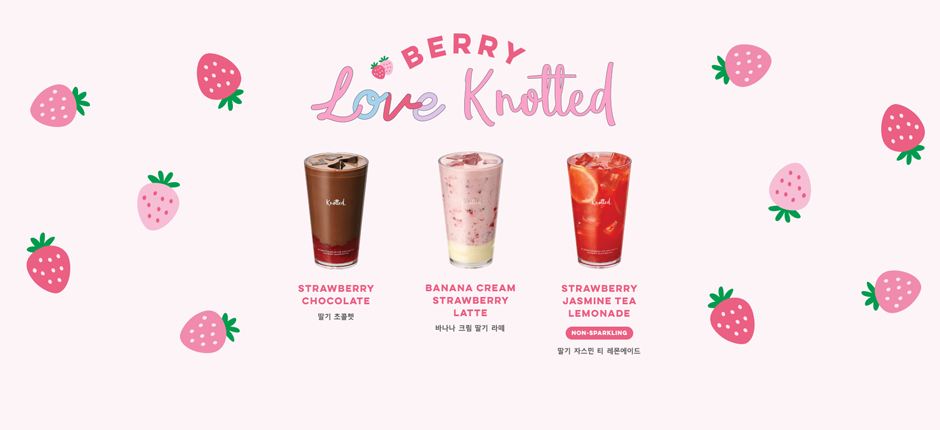 BERRY
Love Knotted
Knotted
Knotted
STRAWBERRY
CHOCOLATE
딸기 초콜렛
BANANA CREAM
STRAWBERRY
LATTE
바나나 크림 딸기 라떼
STRAWBERRY
JASMINE TEA
LEMONADE
NON-SPARKLING
딸기 자스민 티 레몬에이드